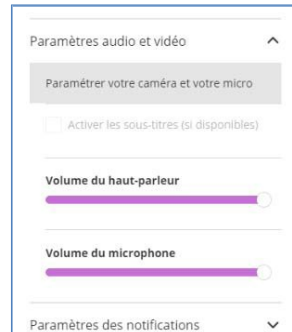 Paramètres audio et vidéo
Paramétrer votre caméra et votre micro
Activer les sous-titres (si disponibles)
Volume du haut-parleur
Volume du microphone
Paramètres des notifications